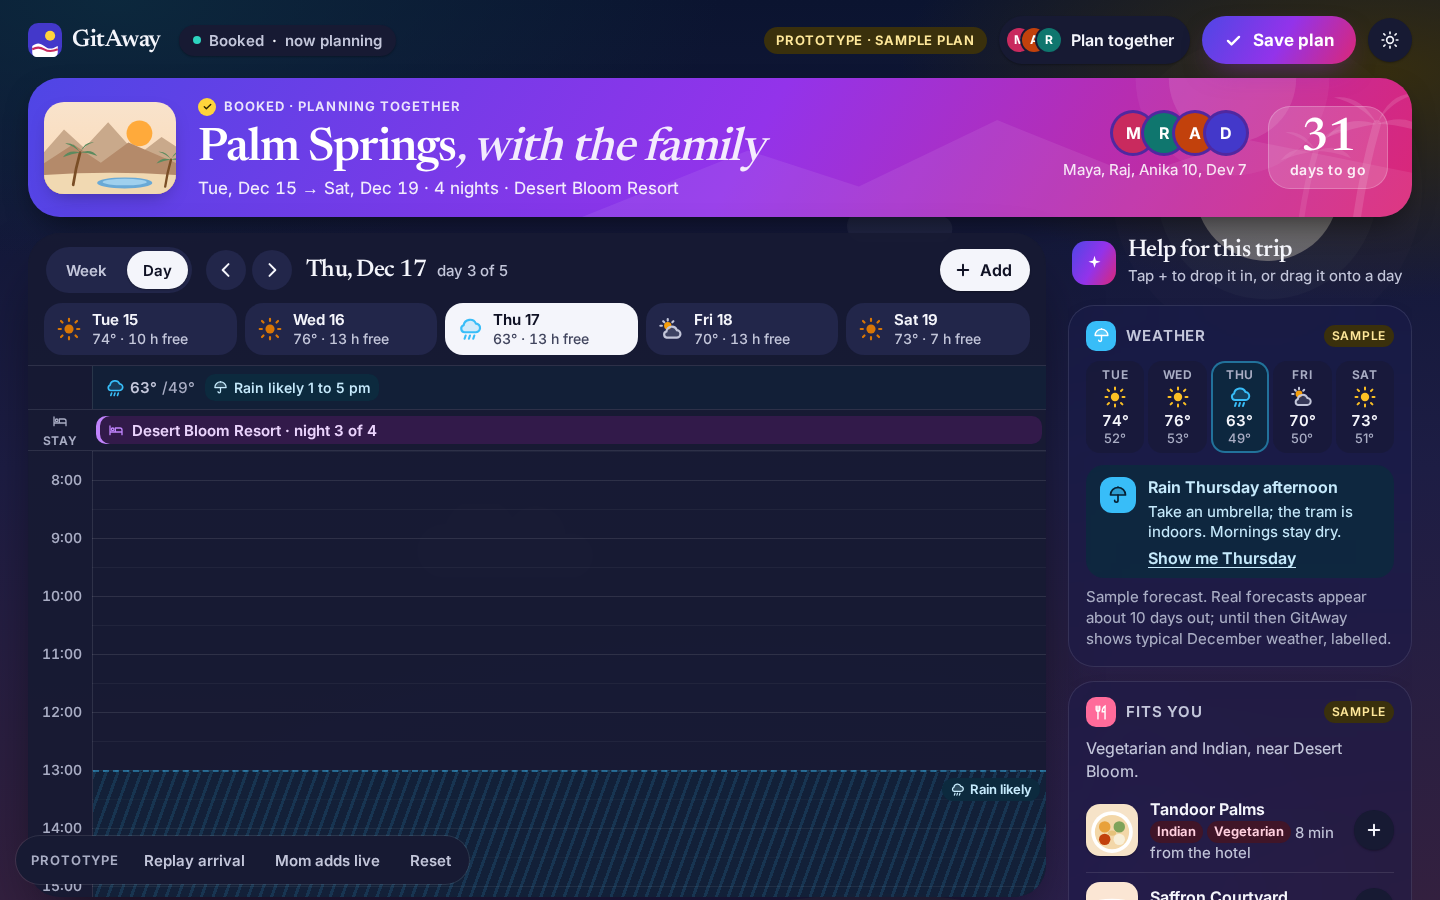 GitAway
Booked · now planning
PROTOTYPE · SAMPLE PLAN
R
Plan together
Save plan
BOOKED · PLANNING TOGETHER
Palm Springs, with the family
Tue, Dec 15 → Sat, Dec 19 · 4 nights · Desert Bloom Resort
M R A D
Maya, Raj, Anika 10, Dev 7
31
days to go
Week
Day
Thu, Dec 17
day 3 of 5
Add
Tue 15
74° · 10 h free
Wed 16
76° · 13 h free
Thu 17
63° · 13 h free
Fri 18
70° · 13 h free
Sat 19
73° · 7 h free
63° /49°
Rain likely 1 to 5 pm
STAY
Desert Bloom Resort · night 3 of 4
8:00
9:00
10:00
11:00
12:00
13:00
Rain likely
14:00
15:00
PROTOTYPE
Replay arrival
Mom adds live
Reset
Help for this trip
Tap + to drop it in, or drag it onto a day
WEATHER
SAMPLE
TUE
74°
52°
WED
76°
53°
THU
63°
49°
FRI
70°
50°
SAT
73°
51°
Rain Thursday afternoon
Take an umbrella; the tram is
indoors. Mornings stay dry.
Show me Thursday
Sample forecast. Real forecasts appear
about 10 days out; until then GitAway
shows typical December weather, labelled.
FITS YOU
SAMPLE
Vegetarian and Indian, near Desert
Bloom.
Tandoor Palms
Indian Vegetarian 8 min
from the hotel
Saffron Courtyard